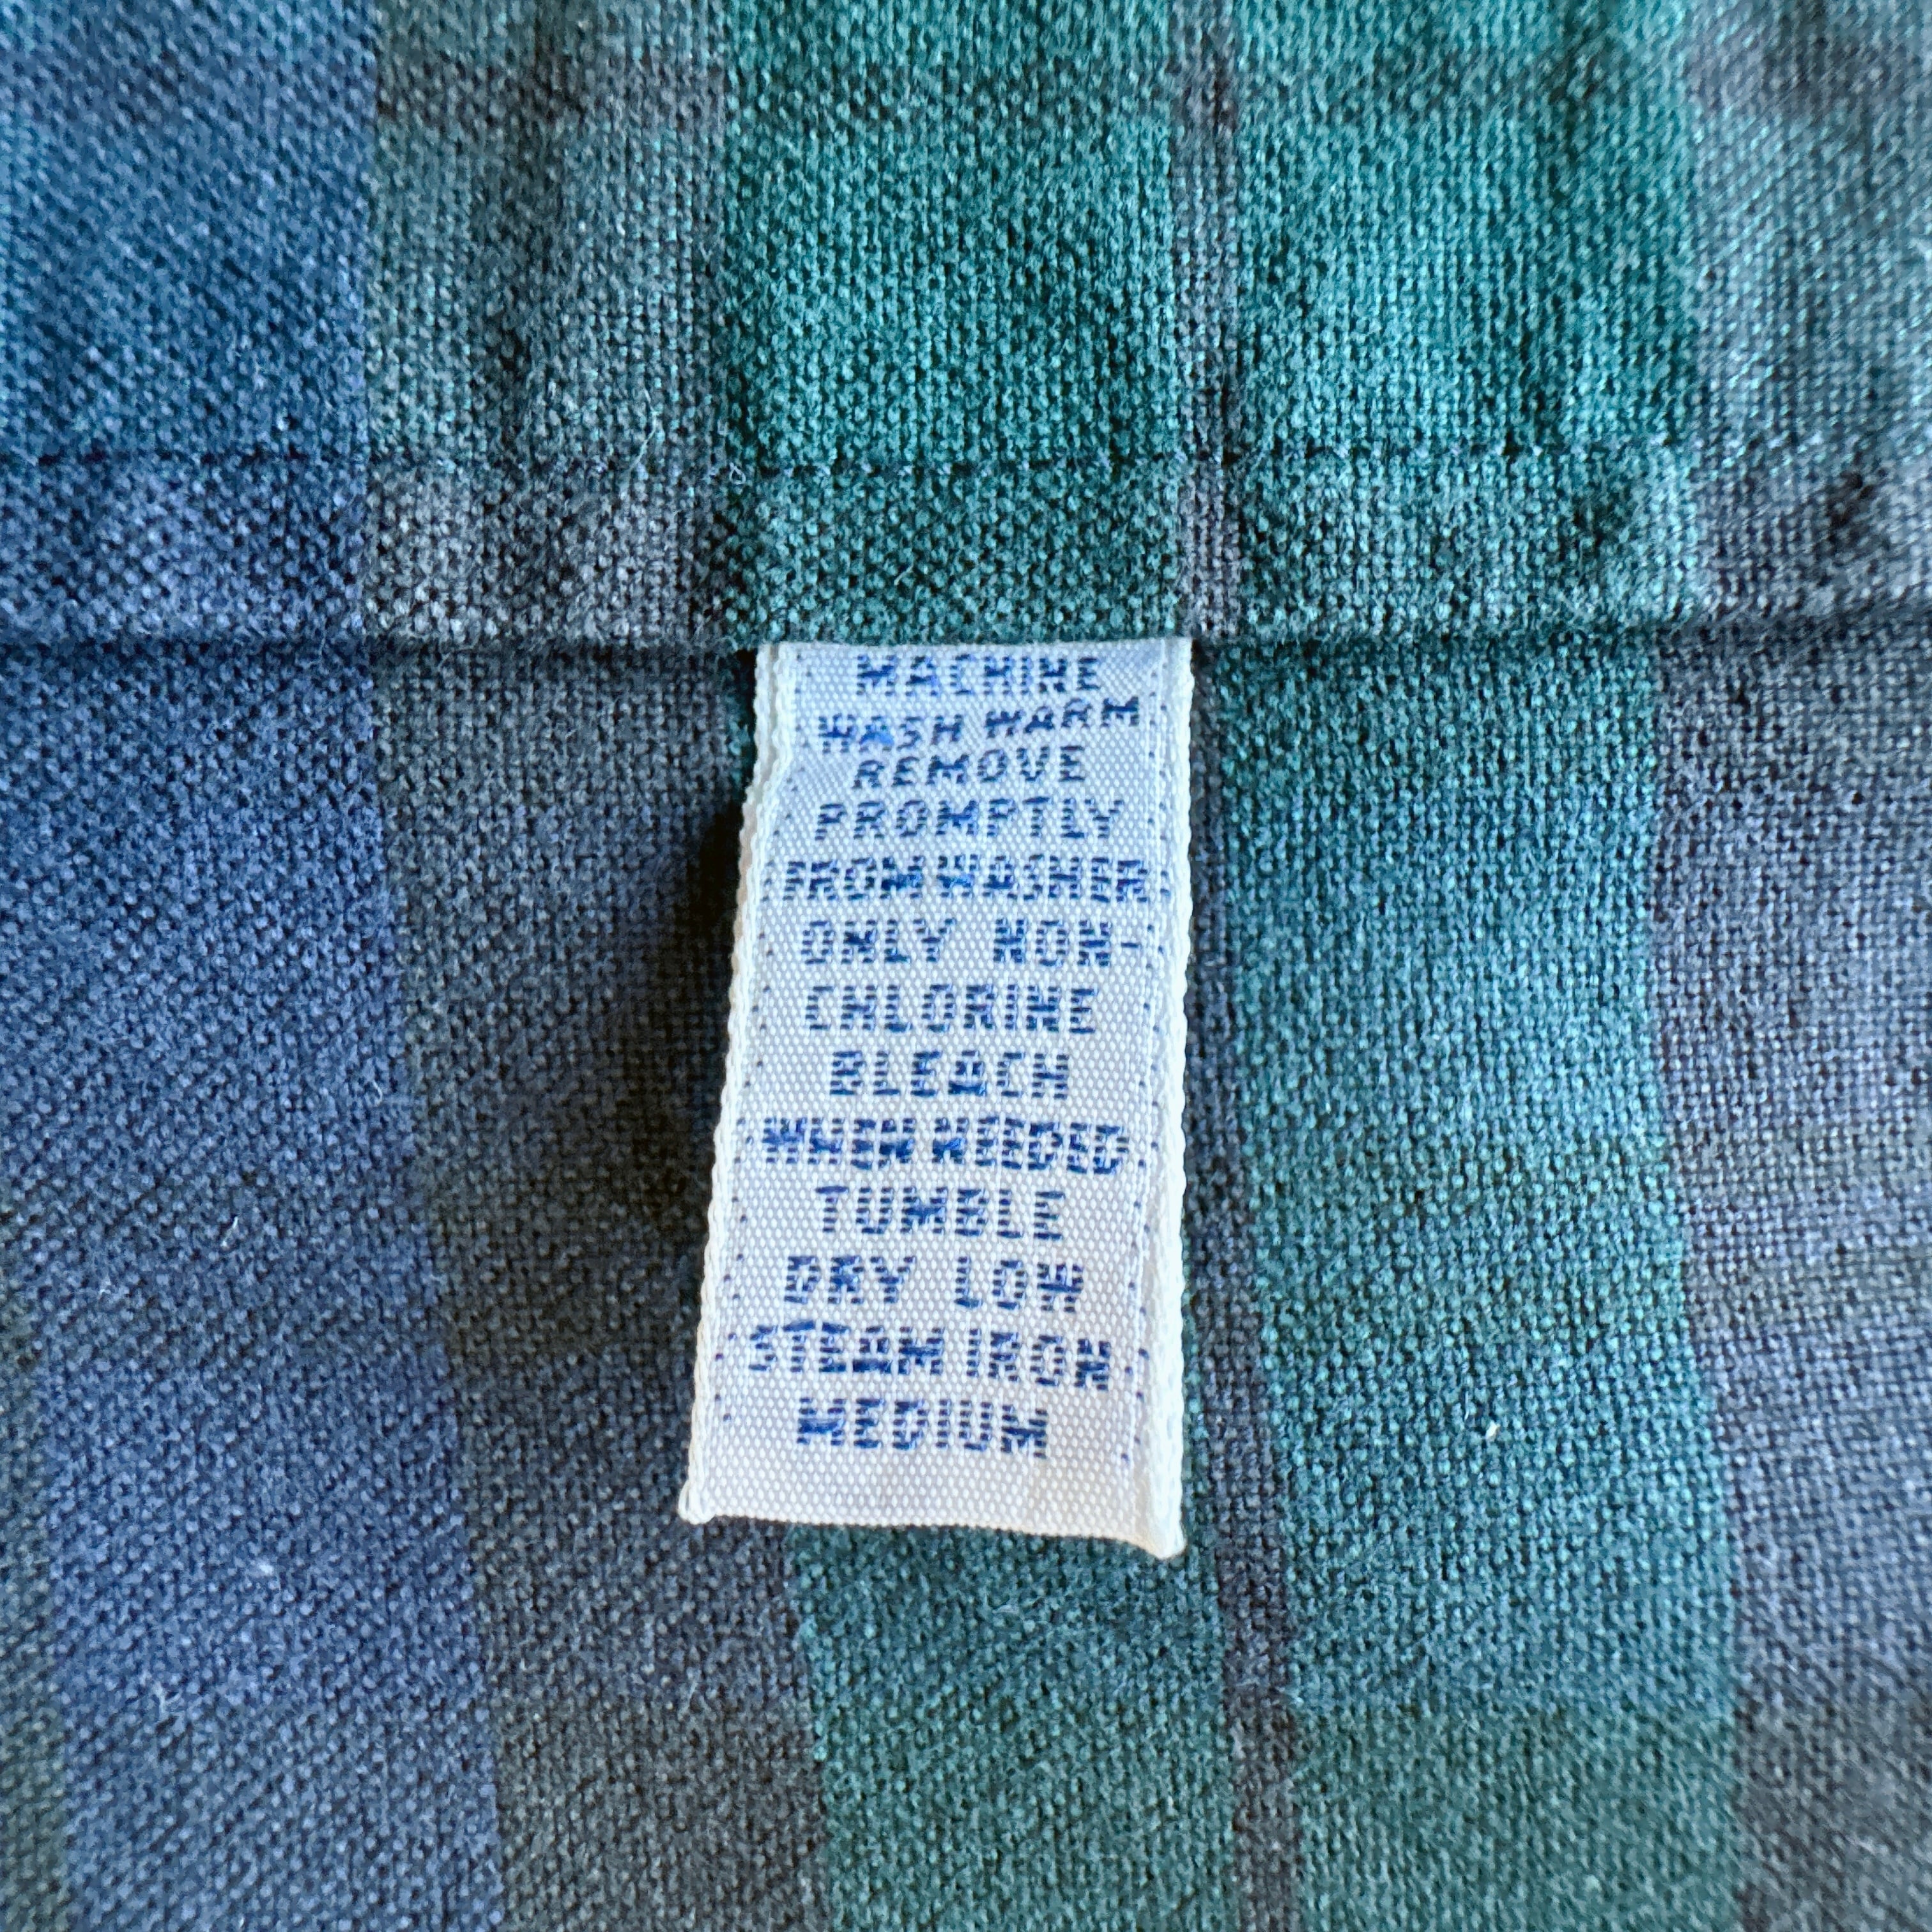 MACHINE
WASH WARM
REMOVE
PROMPTLY
FROM WASHER
ONLY NON-
CHLORINE
BLEACH
WHEN NEEDED
TUMBLE
DRY LOW
STEAM IRON
MEDIUM